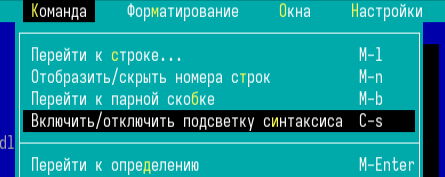 Команда Форматирование Окна Настройки
Перейти к строке... M-l
Отобразить/скрыть номера строк M-n
Перейти к парной скобке M-b
Включить/отключить подсветку синтаксиса C-s
dl
Перейти к определению M-Enter